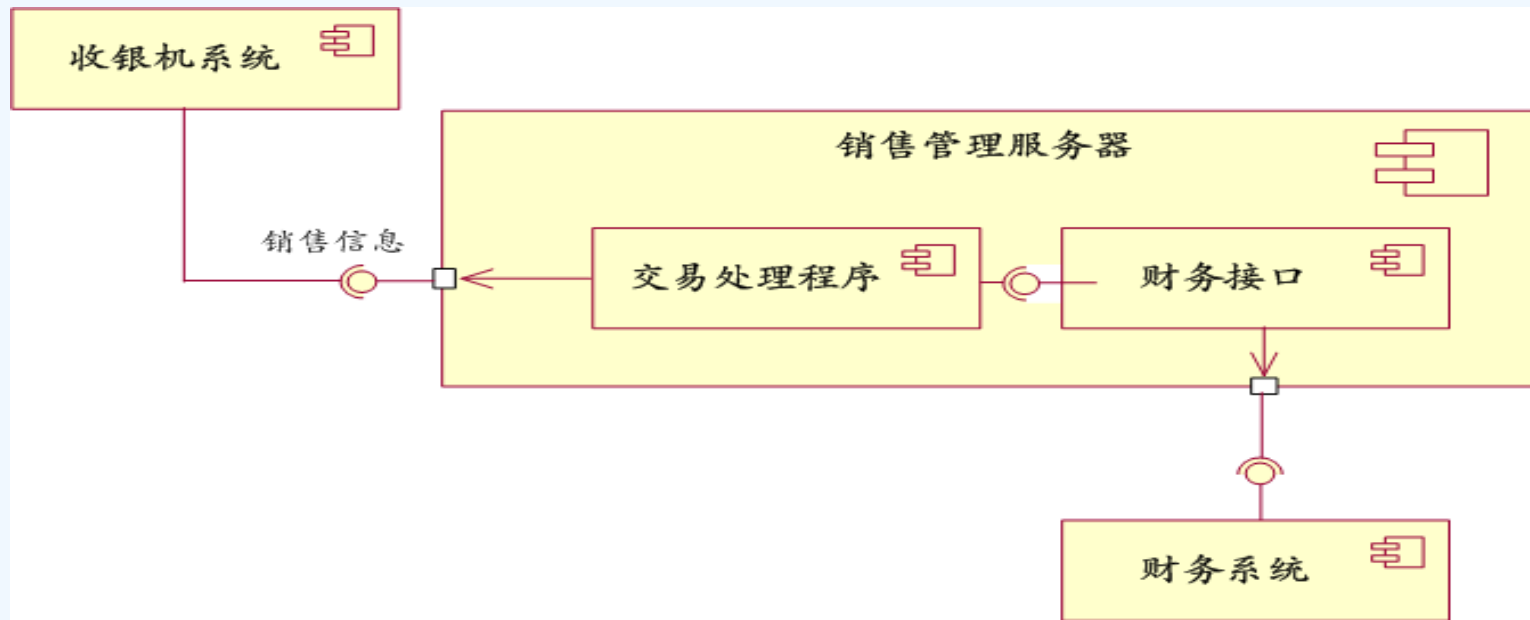 收银机系统
销售管理服务器
销售信息
交易处理程序
财务接口
财务系统